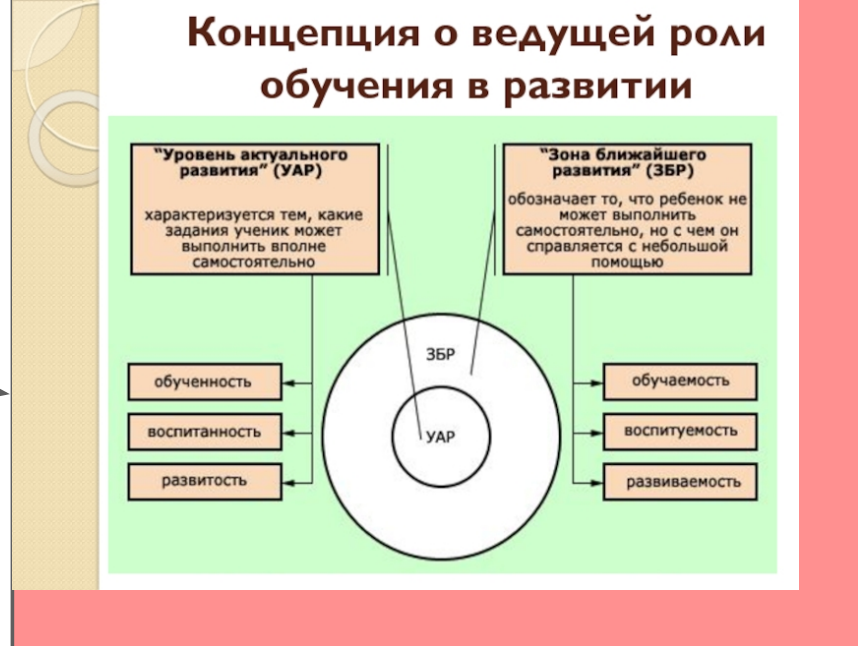 Концепция о ведущей роли
обучения в развитии
"Уровень актуального
развития" (УАР)
характеризуется тем, какие
задания ученик может
выполнить вполне
самостоятельно
"Зона ближайшего
развития" (ЗБР)
обозначает то, что ребенок не
может выполнить
самостоятельно, но с чем он
справляется с небольшой
помощью
ЗБР
УАР
обученность
воспитанность
развитость
обучаемость
воспитуемость
развиваемость